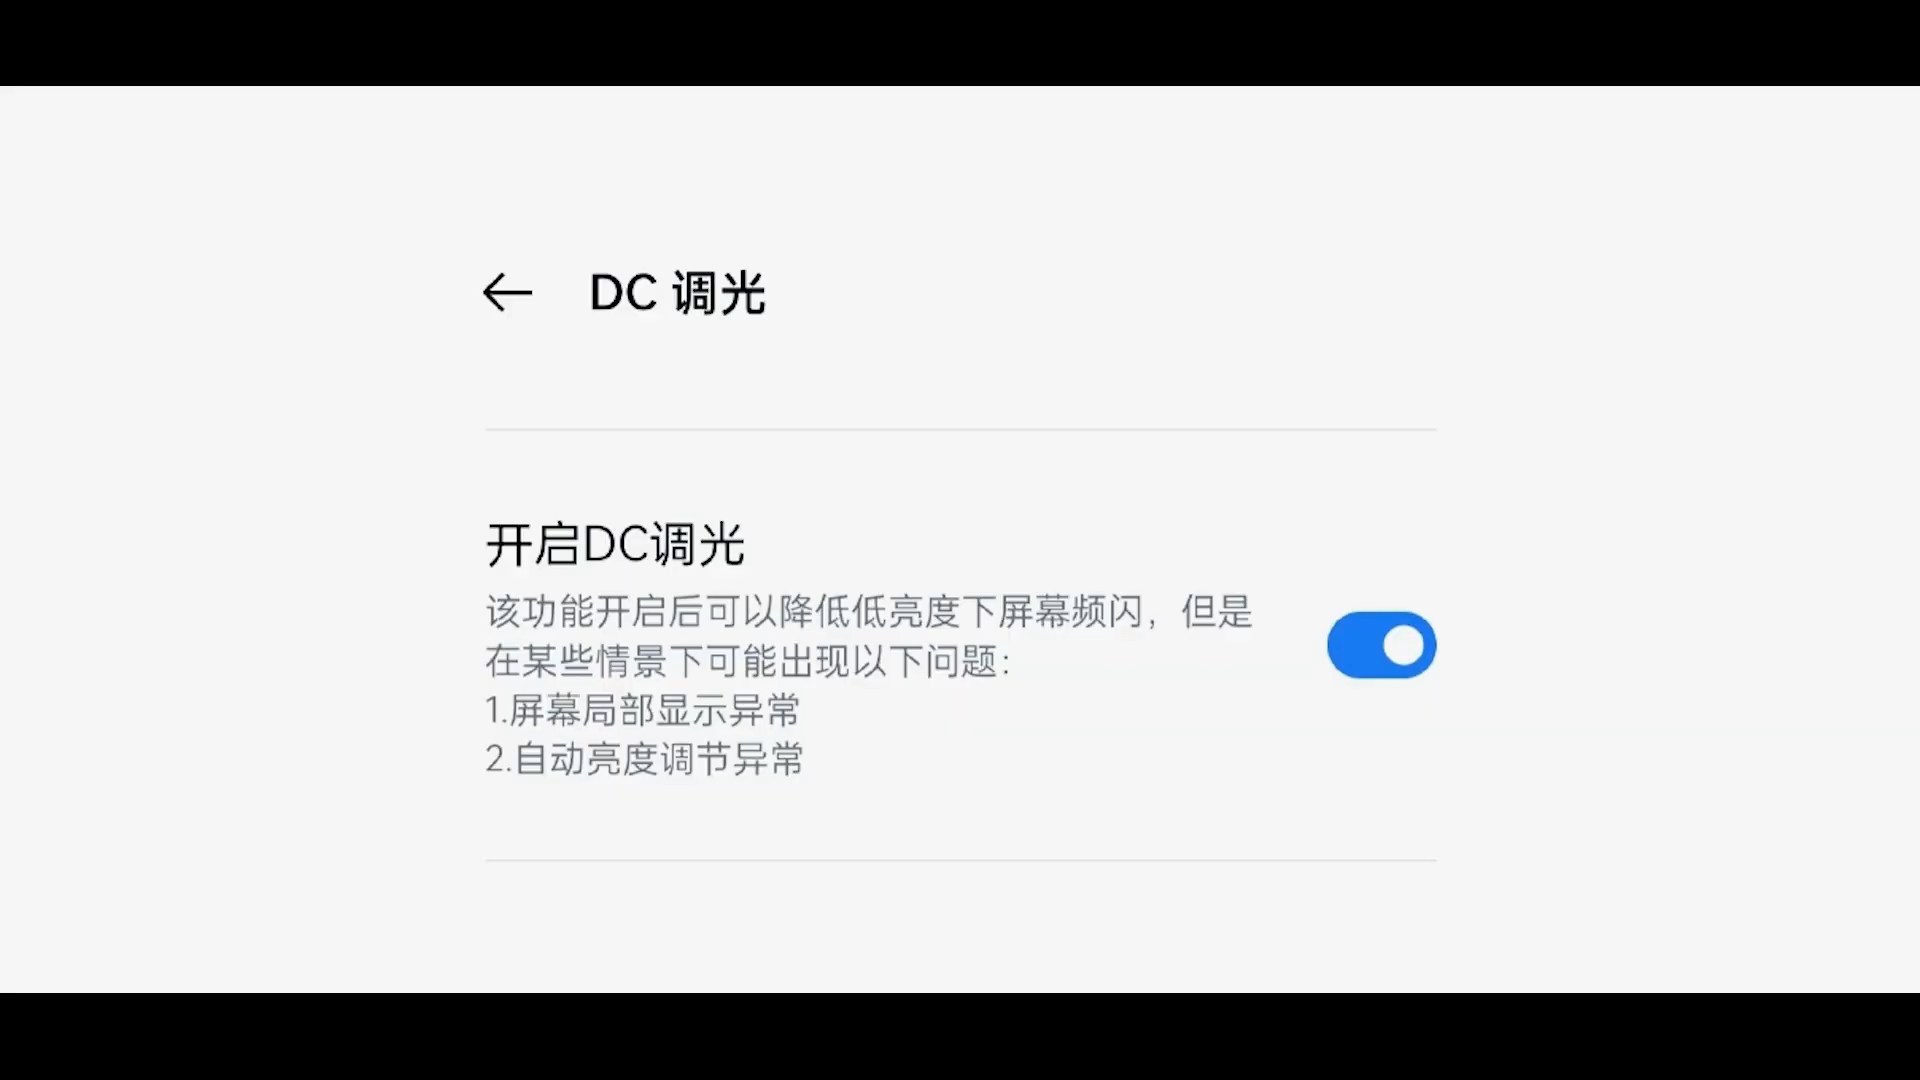 DC 调光
开启DC调光
该功能开启后可以降低低亮度下屏幕频闪，但是
在某些情景下可能出现以下问题：
1.屏幕局部显示异常
2.自动亮度调节异常